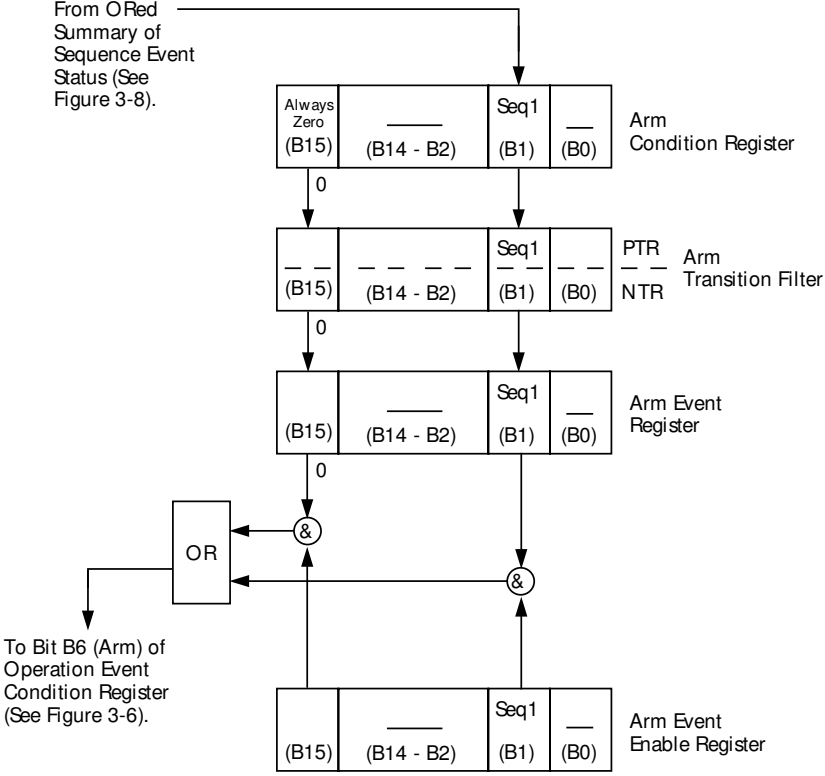 From ORed
Summary of
Sequence Event
Status (See
Figure 3-8).
Always
Zero
(B15)
(B14 - B2)
Seq1
(B1)
(B0)
Arm
Condition Register
0
(B15)
(B14 - B2)
Seq1
(B1)
(B0)
PTR
NTR
Arm
Transition Filter
0
(B15)
(B14 - B2)
Seq1
(B1)
(B0)
Arm Event
Register
0
&
OR
&
To Bit B6 (Arm) of
Operation Event
Condition Register
(See Figure 3-6).
(B15)
(B14 - B2)
Seq1
(B1)
(B0)
Arm Event
Enable Register